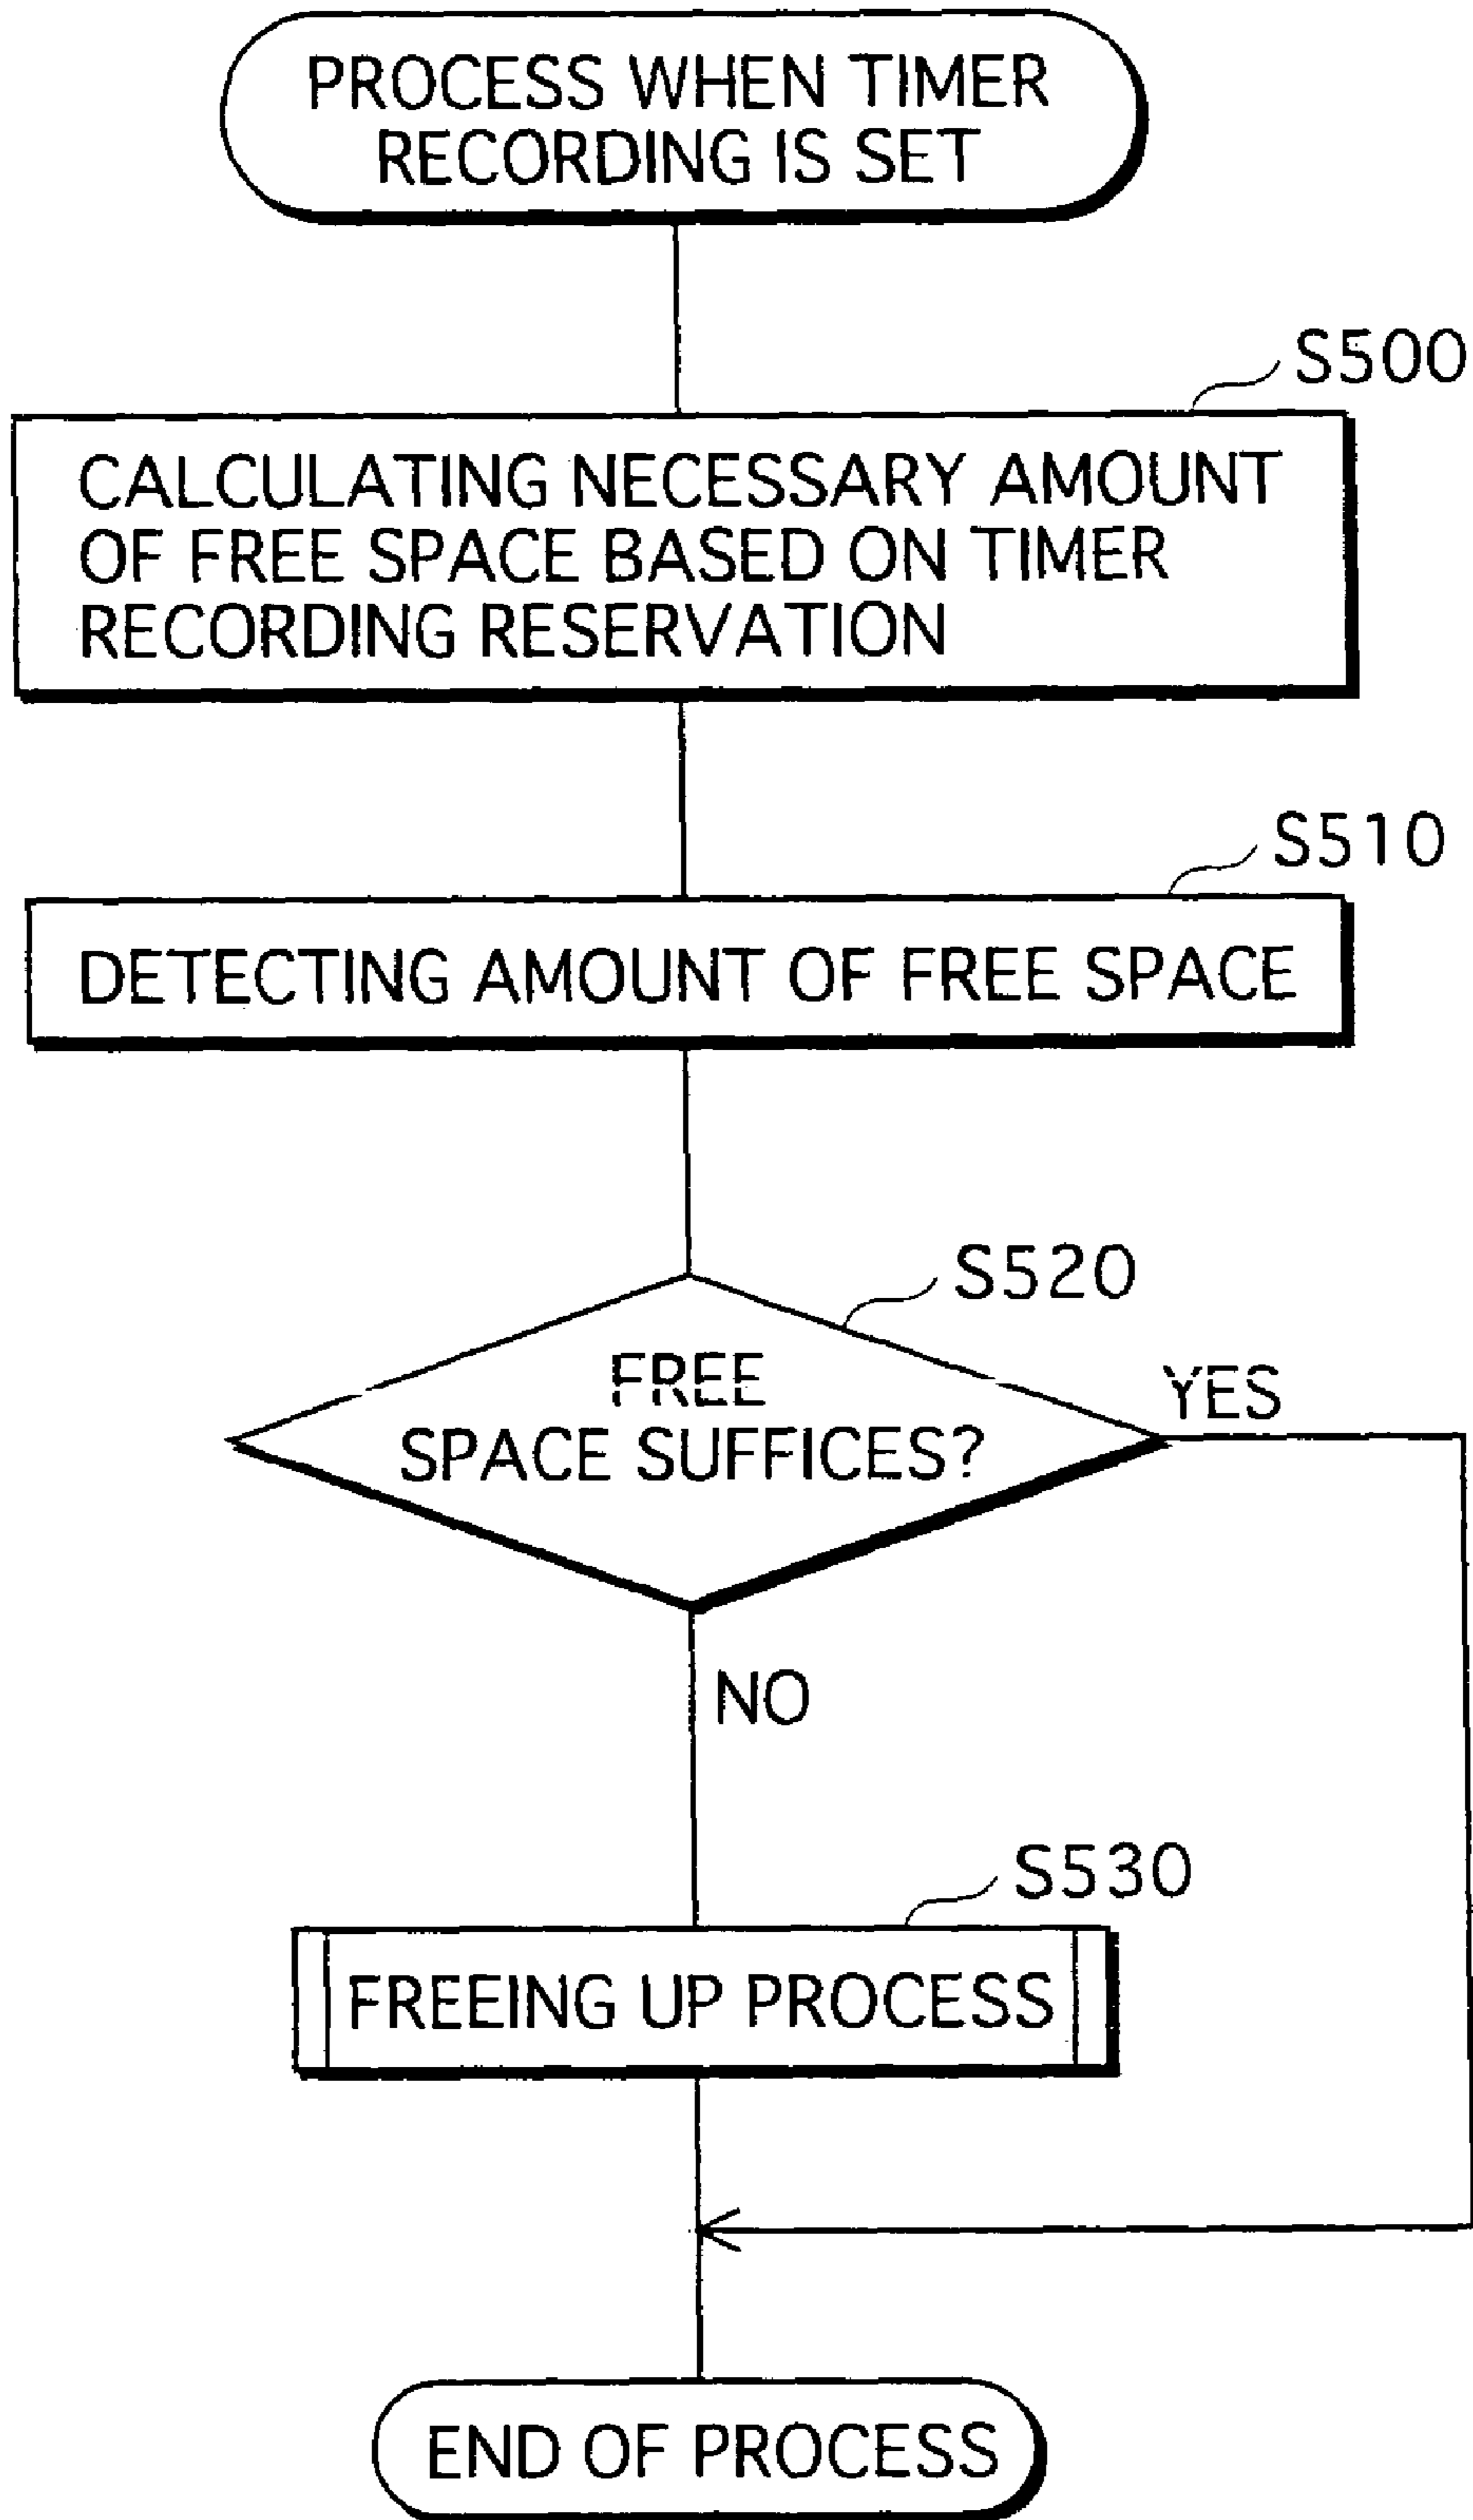 PROCESS WHEN TIMER
RECORDING IS SET
S500
CALCULATING NECESSARY AMOUNT
OF FREE SPACE BASED ON TIMER
RECORDING RESERVATION
S510
DETECTING AMOUNT OF FREE SPACE
S520
FREE
SPACE SUFFICES?
YES
NO
S530
FREEING UP PROCESS
END OF PROCESS